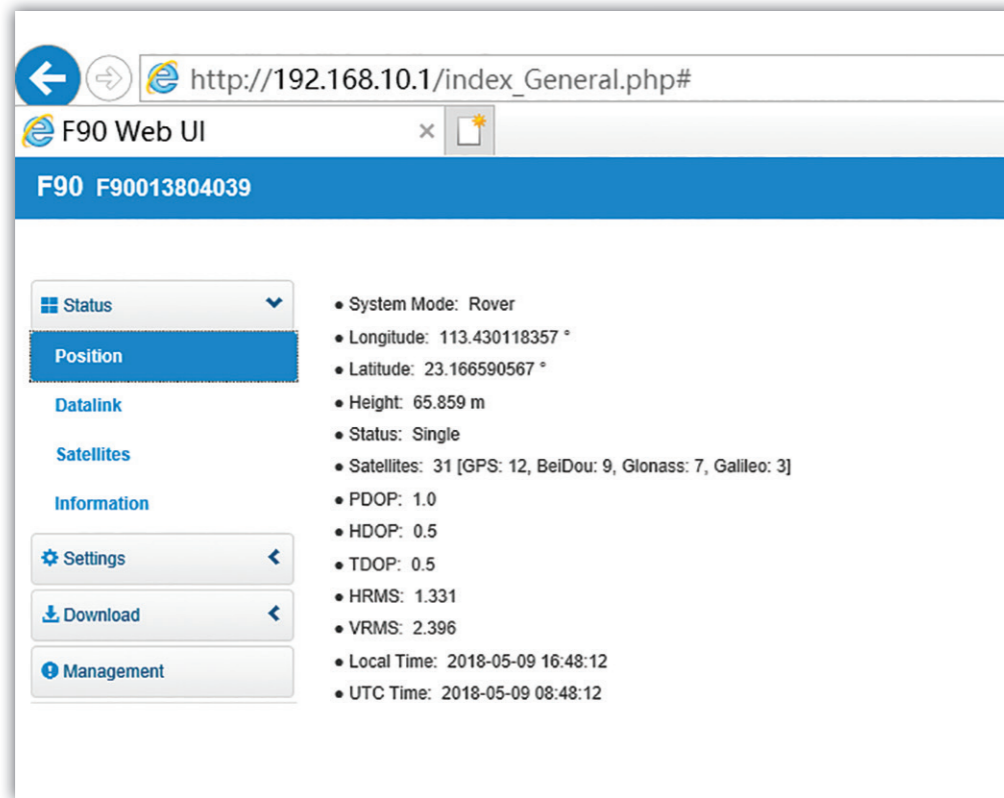 http://192.168.10.1/index_General.php#
F90 Web UI
F90 F90013804039
Status
Position
Datalink
Satellites
Information
Settings
Download
Management
● System Mode: Rover
● Longitude: 113.430118357 °
● Latitude: 23.166590567 °
● Height: 65.859 m
● Status: Single
● Satellites: 31 [GPS: 12, BeiDou: 9, Glonass: 7, Galileo: 3]
● PDOP: 1.0
● HDOP: 0.5
● TDOP: 0.5
● HRMS: 1.331
● VRMS: 2.396
● Local Time: 2018-05-09 16:48:12
● UTC Time: 2018-05-09 08:48:12